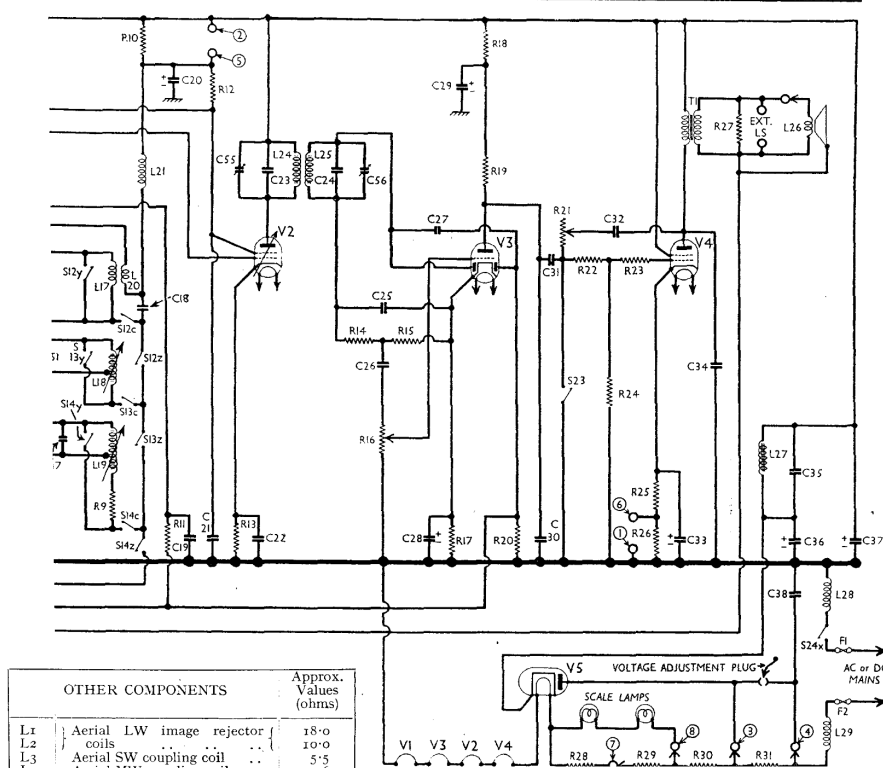 R10
②
⑤
C20
R12
R18
C29
T1
R27
EXT.
LS
L26
L21
C55
L24
C23
L25
C24
C56
R19
V2
C27
V3
R21
C32
V4
C31
R22
R23
S12y
L17
L
20
C18
S12c
C25
R14
R15
C26
S
13y
S1
S12z
L18
S13c
S23
R24
C34
S14y
7
L19
S13z
R16
L27
C35
R9
S14c
S14z
R11
C19
C
21
R13
C22
C28
R17
R20
C
30
R25
⑥
①
R26
C33
C36
C37
C38
L28
S24x
F1
AC or D
MAINS
F2
L29
V5
VOLTAGE ADJUSTMENT PLUG
SCALE LAMPS
⑧
③
④
⑦
V1
V3
V2
V4
R28
R29
R30
R31
OTHER COMPONENTS
Approx.
Values
(ohms)
L1 Aerial LW image rejector 18·0
L2 coils .. .. .. 10·0
L3 Aerial SW coupling coil .. 5·5